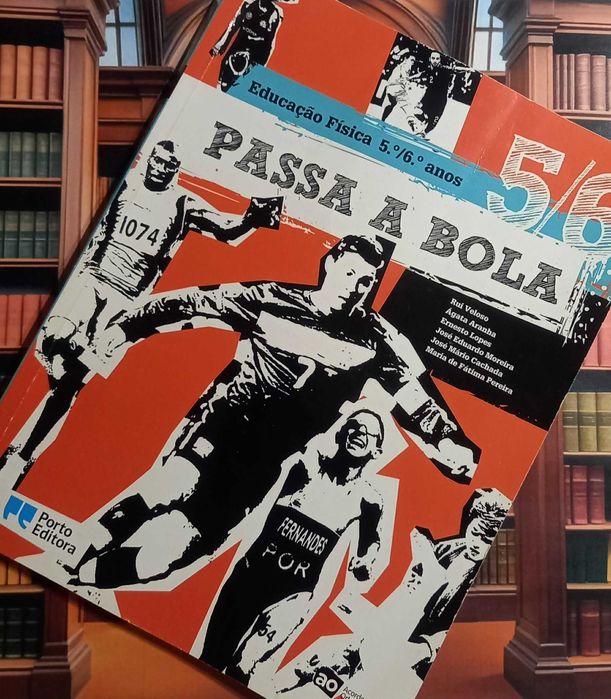 Educação Física 5.º/6.º anos
5/6
PASSA A BOLA
Rui Veloso
Ágata Aranha
Ernesto Lopes
José Eduardo Moreira
José Mário Cachada
Maria de Fátima Pereira
1074
FERNANDES
POR
54
Porto
Editora
ao